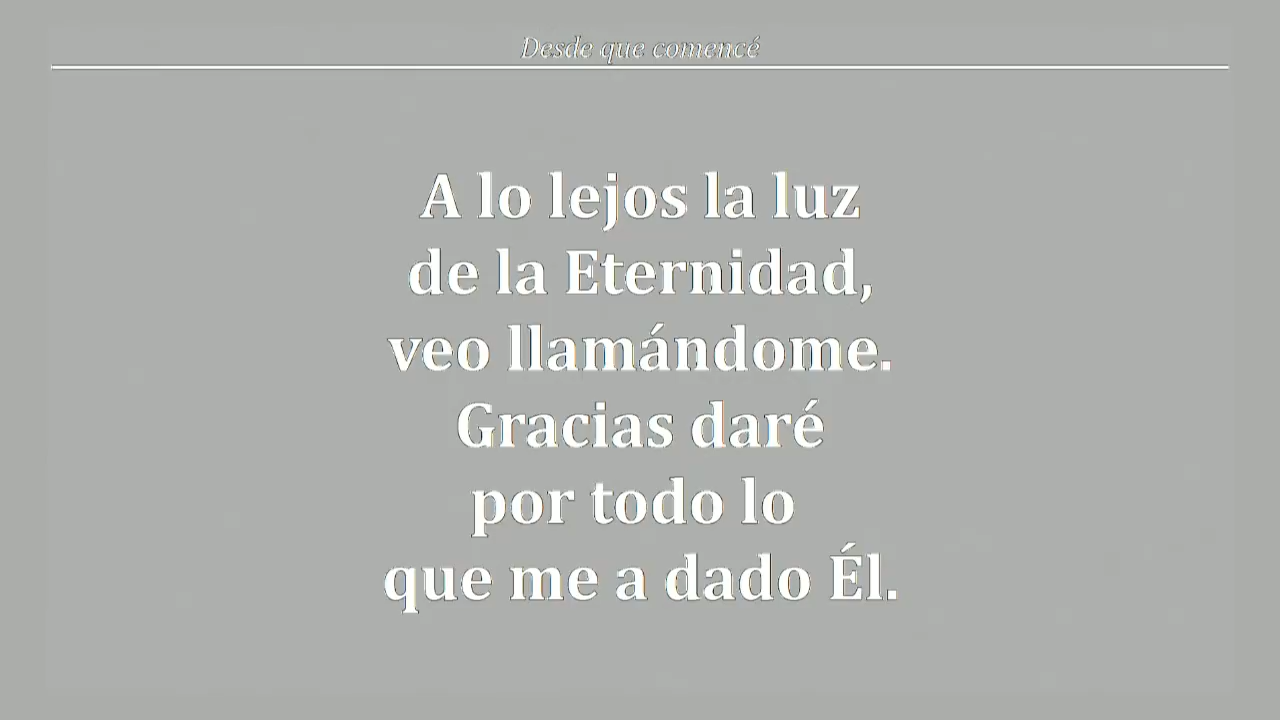 Desde que comencé
A lo lejos la luz
de la Eternidad,
veo llamándome.
Gracias daré
por todo lo
que me a dado Él.